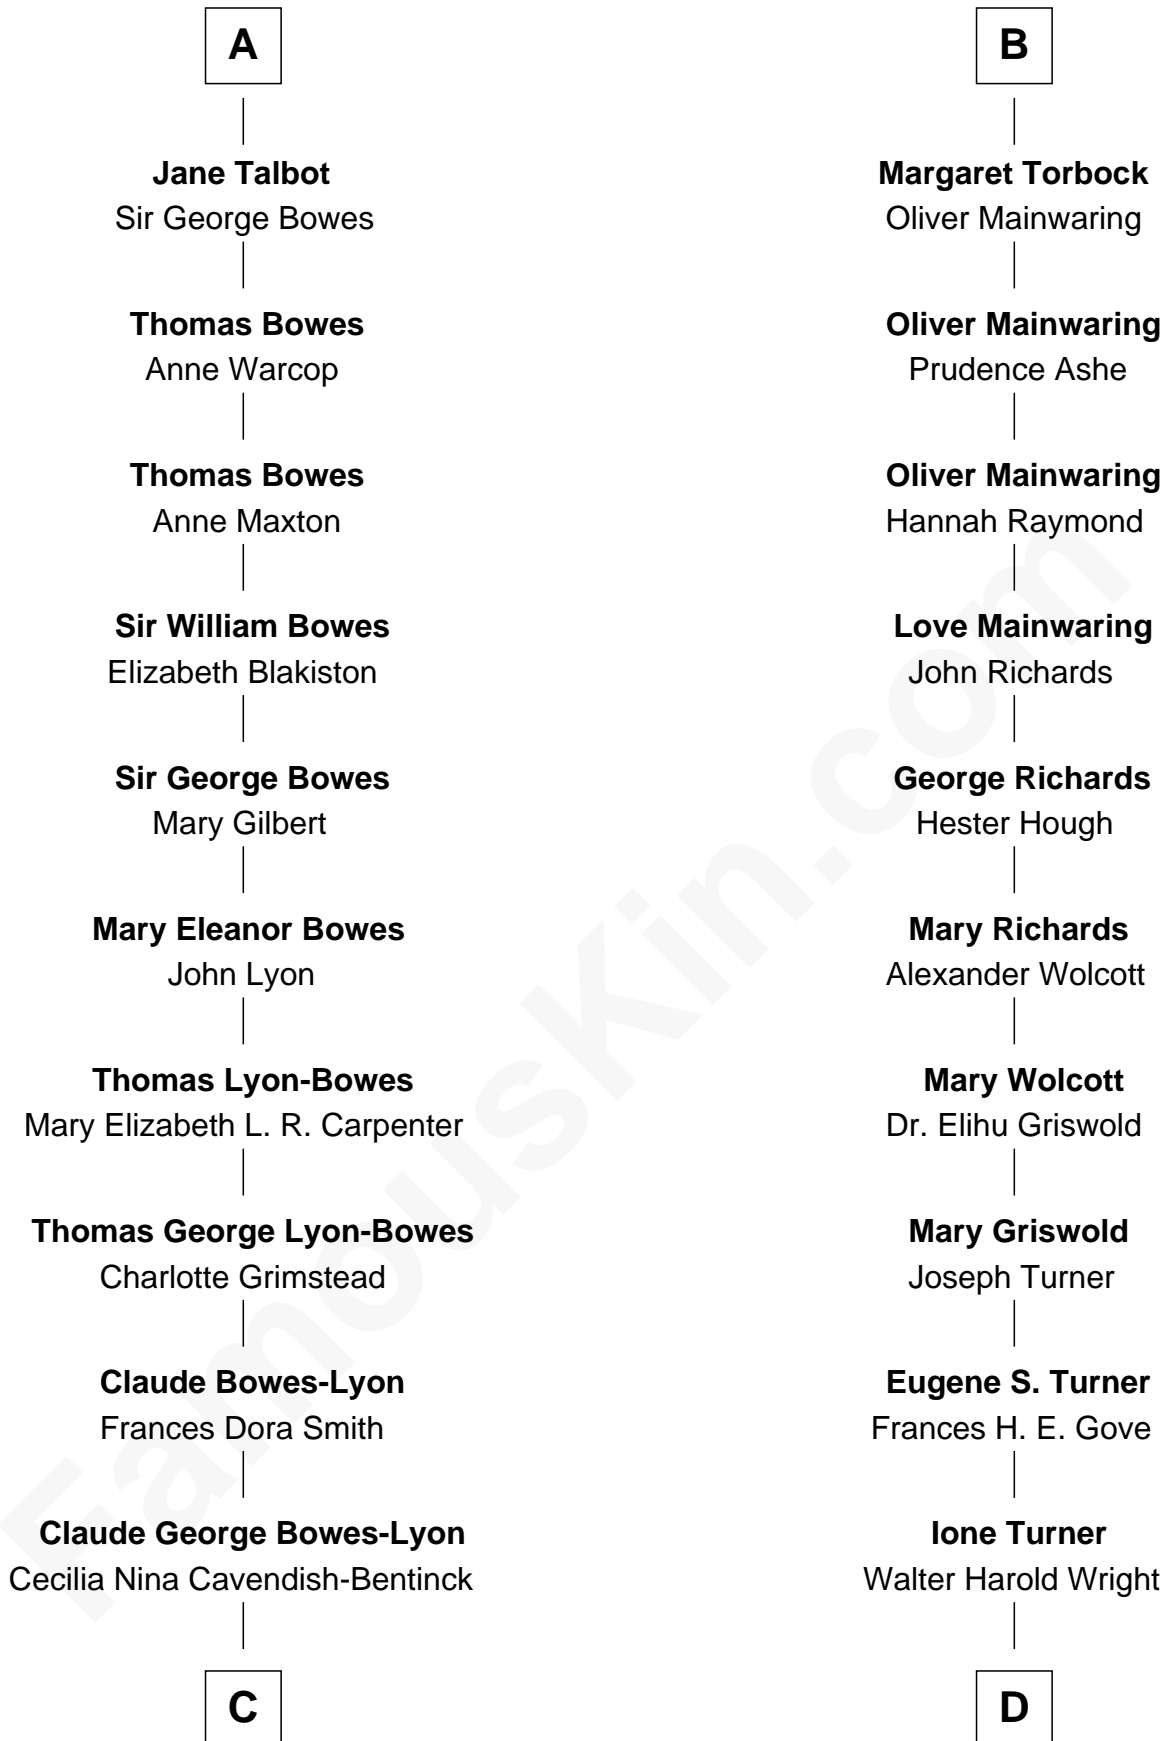 A
Jane Talbot
Sir George Bowes
Thomas Bowes
Anne Warcop
Thomas Bowes
Anne Maxton
Sir William Bowes
Elizabeth Blakiston
Sir George Bowes
Mary Gilbert
Mary Eleanor Bowes
John Lyon
Thomas Lyon-Bowes
Mary Elizabeth L. R. Carpenter
Thomas George Lyon-Bowes
Charlotte Grimstead
Claude Bowes-Lyon
Frances Dora Smith
Claude George Bowes-Lyon
Cecilia Nina Cavendish-Bentinck
C
B
Margaret Torbock
Oliver Mainwaring
Oliver Mainwaring
Prudence Ashe
Oliver Mainwaring
Hannah Raymond
Love Mainwaring
John Richards
George Richards
Hester Hough
Mary Richards
Alexander Wolcott
Mary Wolcott
Dr. Elihu Griswold
Mary Griswold
Joseph Turner
Eugene S. Turner
Frances H. E. Gove
Ione Turner
Walter Harold Wright
D
FamousKin.com